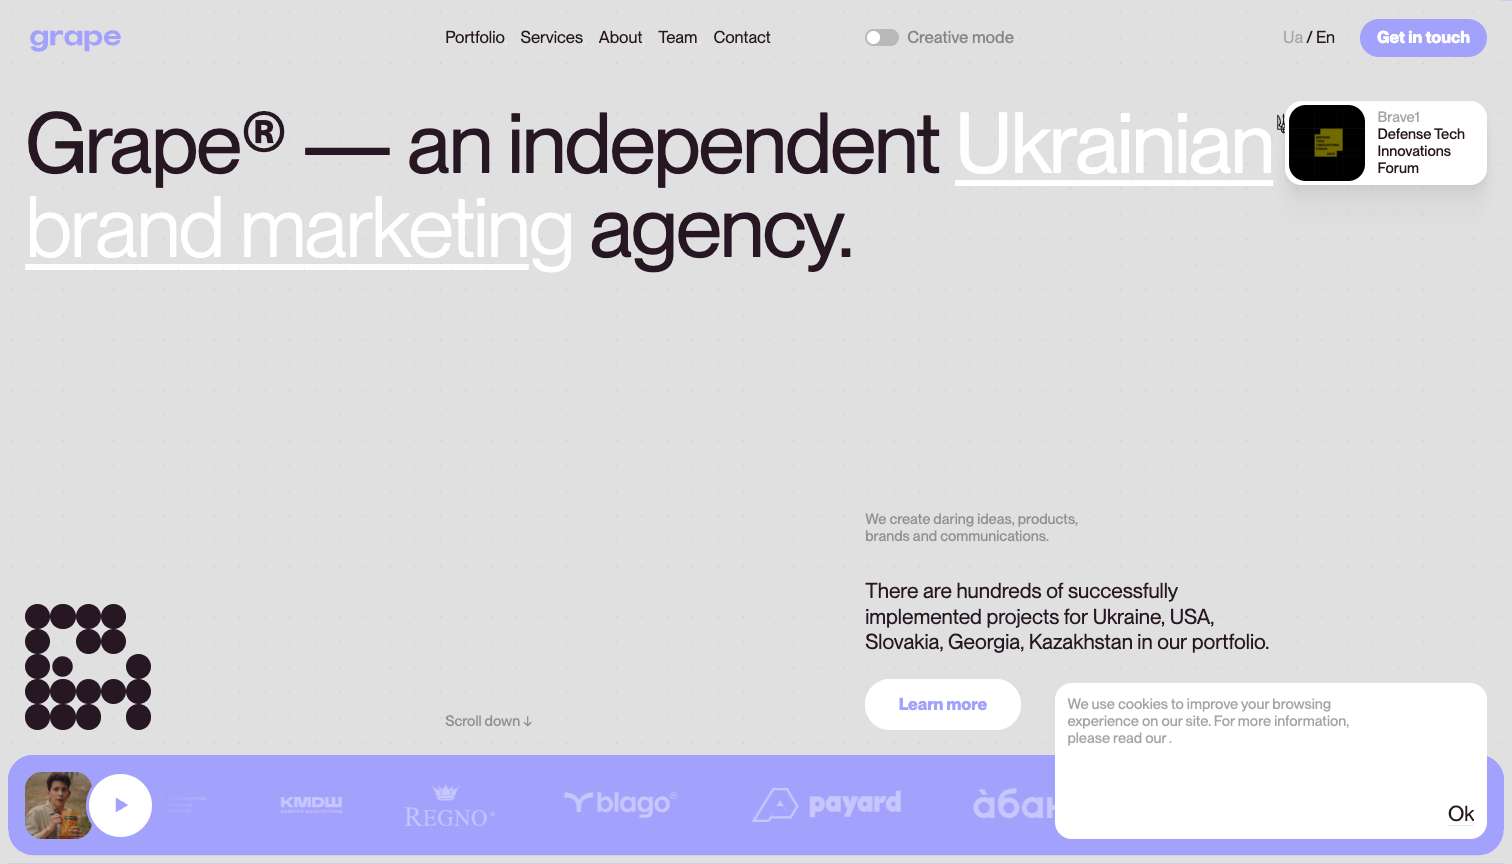 grape
Portfolio Services About Team Contact
Creative mode
Ua / En
Get in touch
Grape® — an independent Ukrainian
brand marketing agency.
Brave1
Defense Tech
Innovations
Forum
We create daring ideas, products,
brands and communications.
There are hundreds of successfully
implemented projects for Ukraine, USA,
Slovakia, Georgia, Kazakhstan in our portfolio.
Learn more
Scroll down ↓
We use cookies to improve your browsing
experience on our site. For more information,
please read our .
Ok
KMDW
REGNO®
blago®
payard